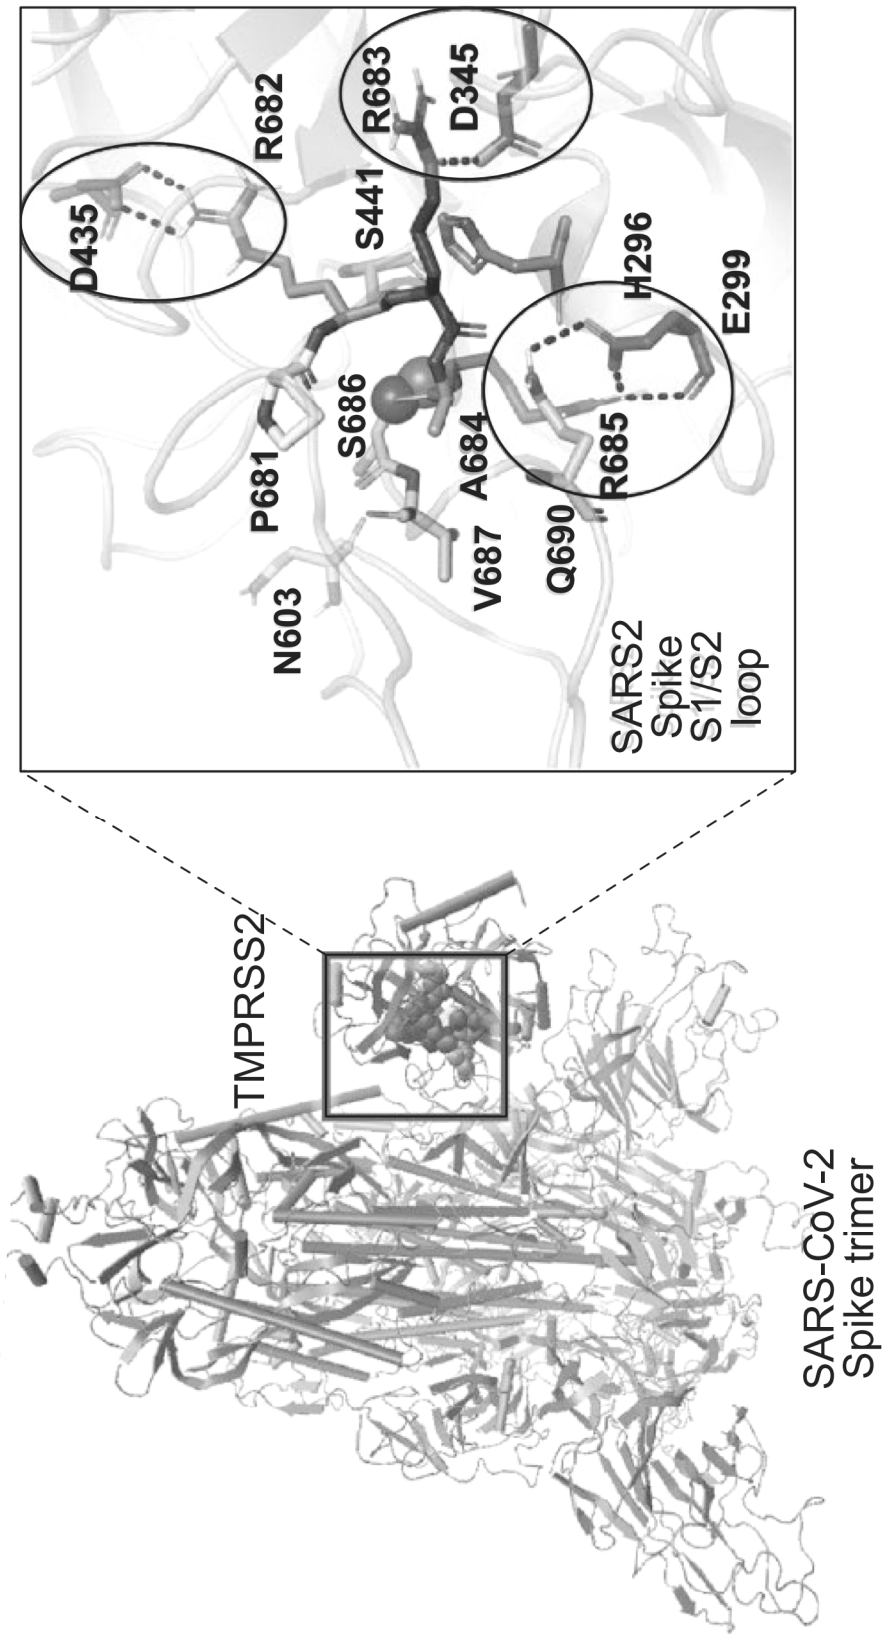 TMPRSS2
SARS-CoV-2
Spike trimer
N603
P681
D435
R682
S686
S441
R683
V687
A684
D345
Q690
R685
H296
E299
SARS2
Spike
S1/S2
loop